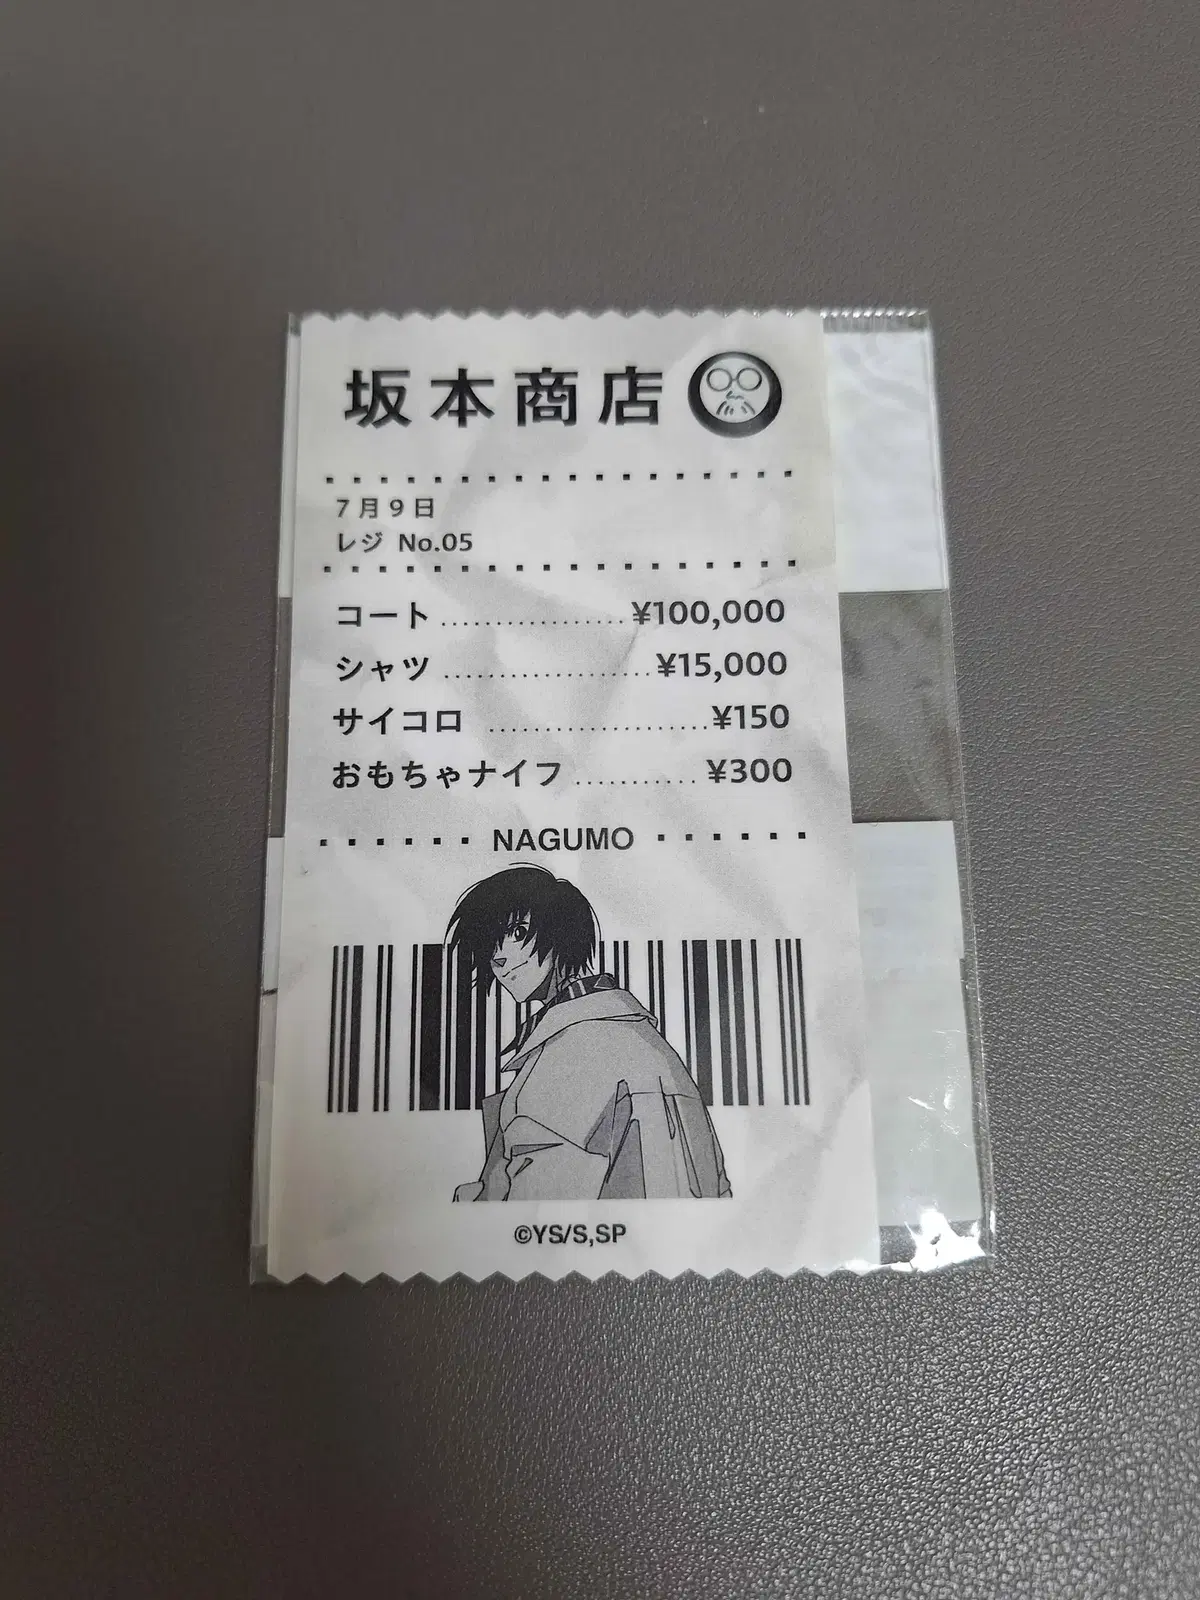 坂本商店
7月9日
レジ No.05
コート ¥100,000
シャツ ¥15,000
サイコロ ¥150
おもちゃナイフ ¥300
NAGUMO
©YS/S,SP